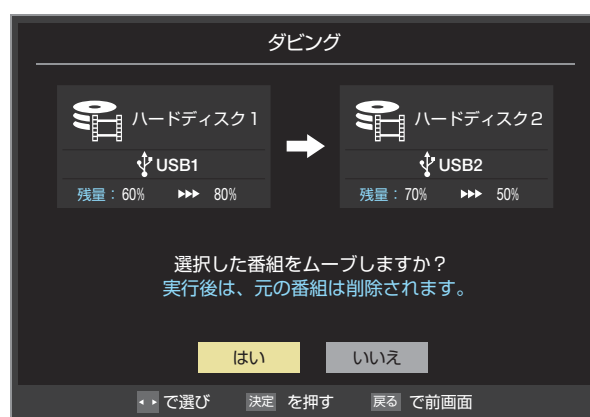 ダビング
ハードディスク1
USB1
残量：60% ▸▸▸ 80%
ハードディスク2
USB2
残量：70% ▸▸▸ 50%
選択した番組をムーブしますか？
実行後は、元の番組は削除されます。
はい いいえ
で選び 決定 を押す 戻る で前画面